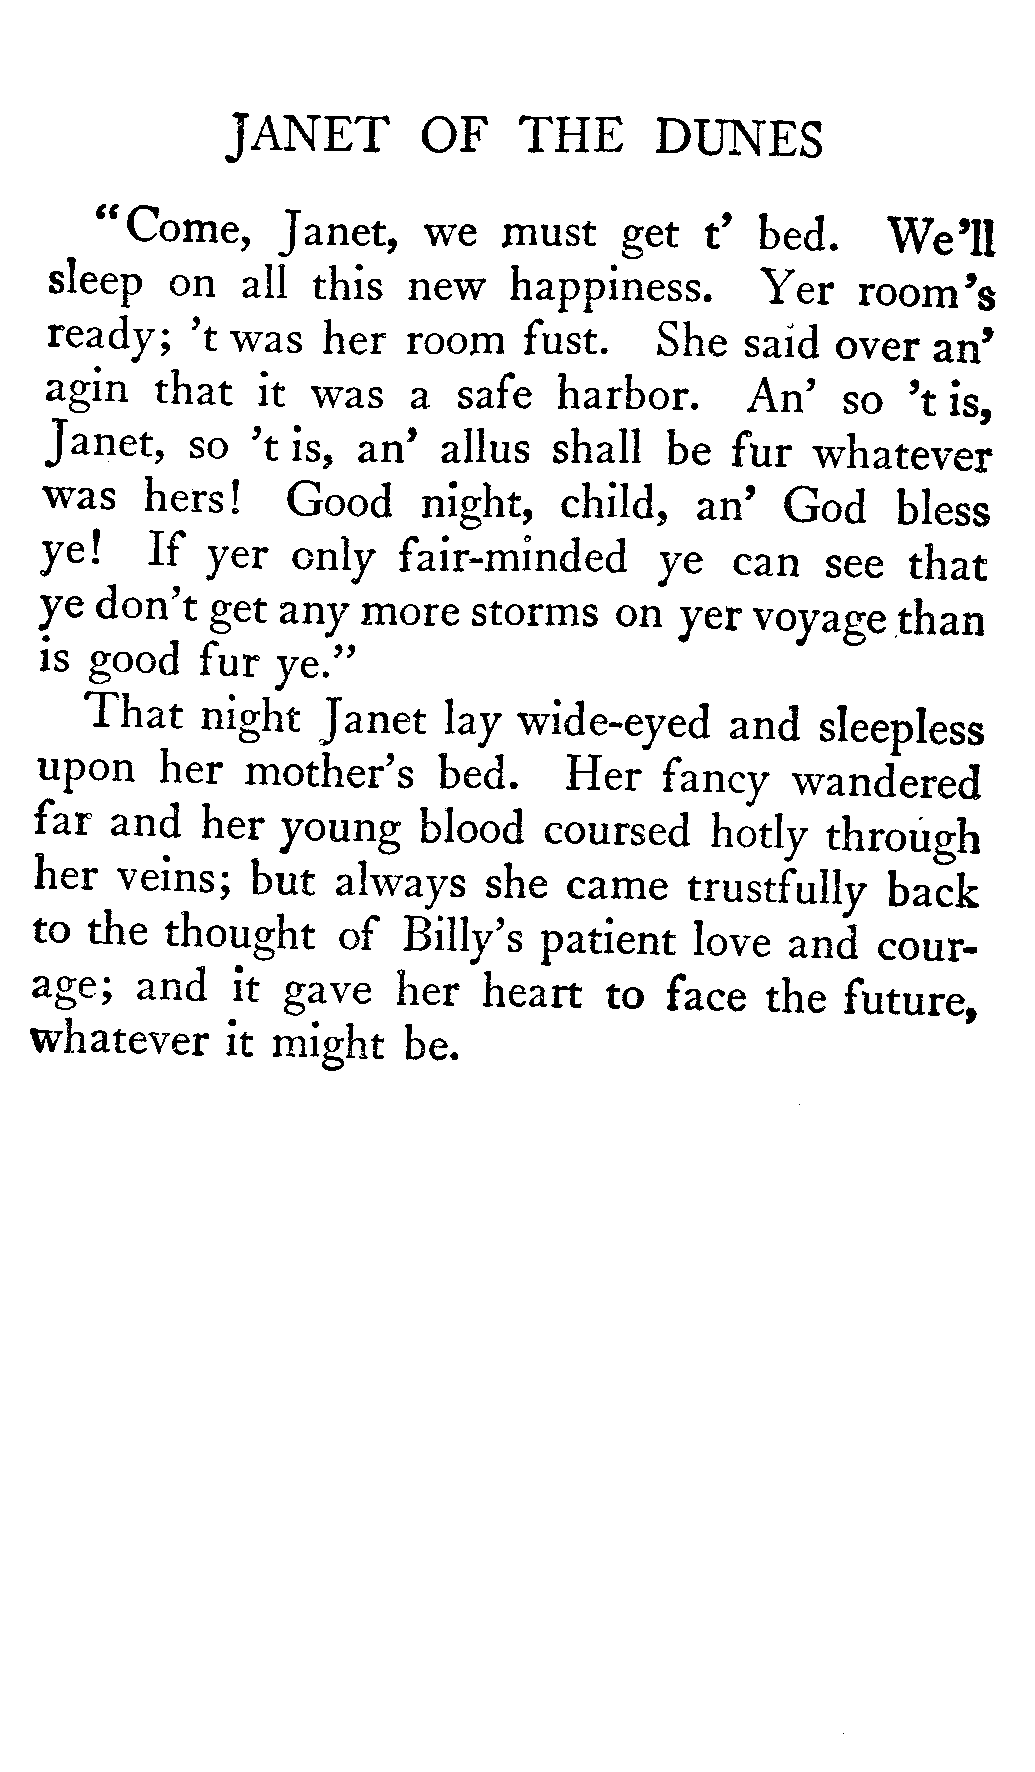 JANET OF THE DUNES
“Come, Janet, we must get t’ bed. We’ll
sleep on all this new happiness. Yer room’s
ready; ’t was her room fust. She said over an’
agin that it was a safe harbor. An’ so ’t is,
Janet, so ’t is, an’ allus shall be fur whatever
was hers! Good night, child, an’ God bless
ye! If yer only fair-minded ye can see that
ye don’t get any more storms on yer voyage than
is good fur ye.”
That night Janet lay wide-eyed and sleepless
upon her mother’s bed. Her fancy wandered
far and her young blood coursed hotly through
her veins; but always she came trustfully back
to the thought of Billy’s patient love and cour-
age; and it gave her heart to face the future,
whatever it might be.